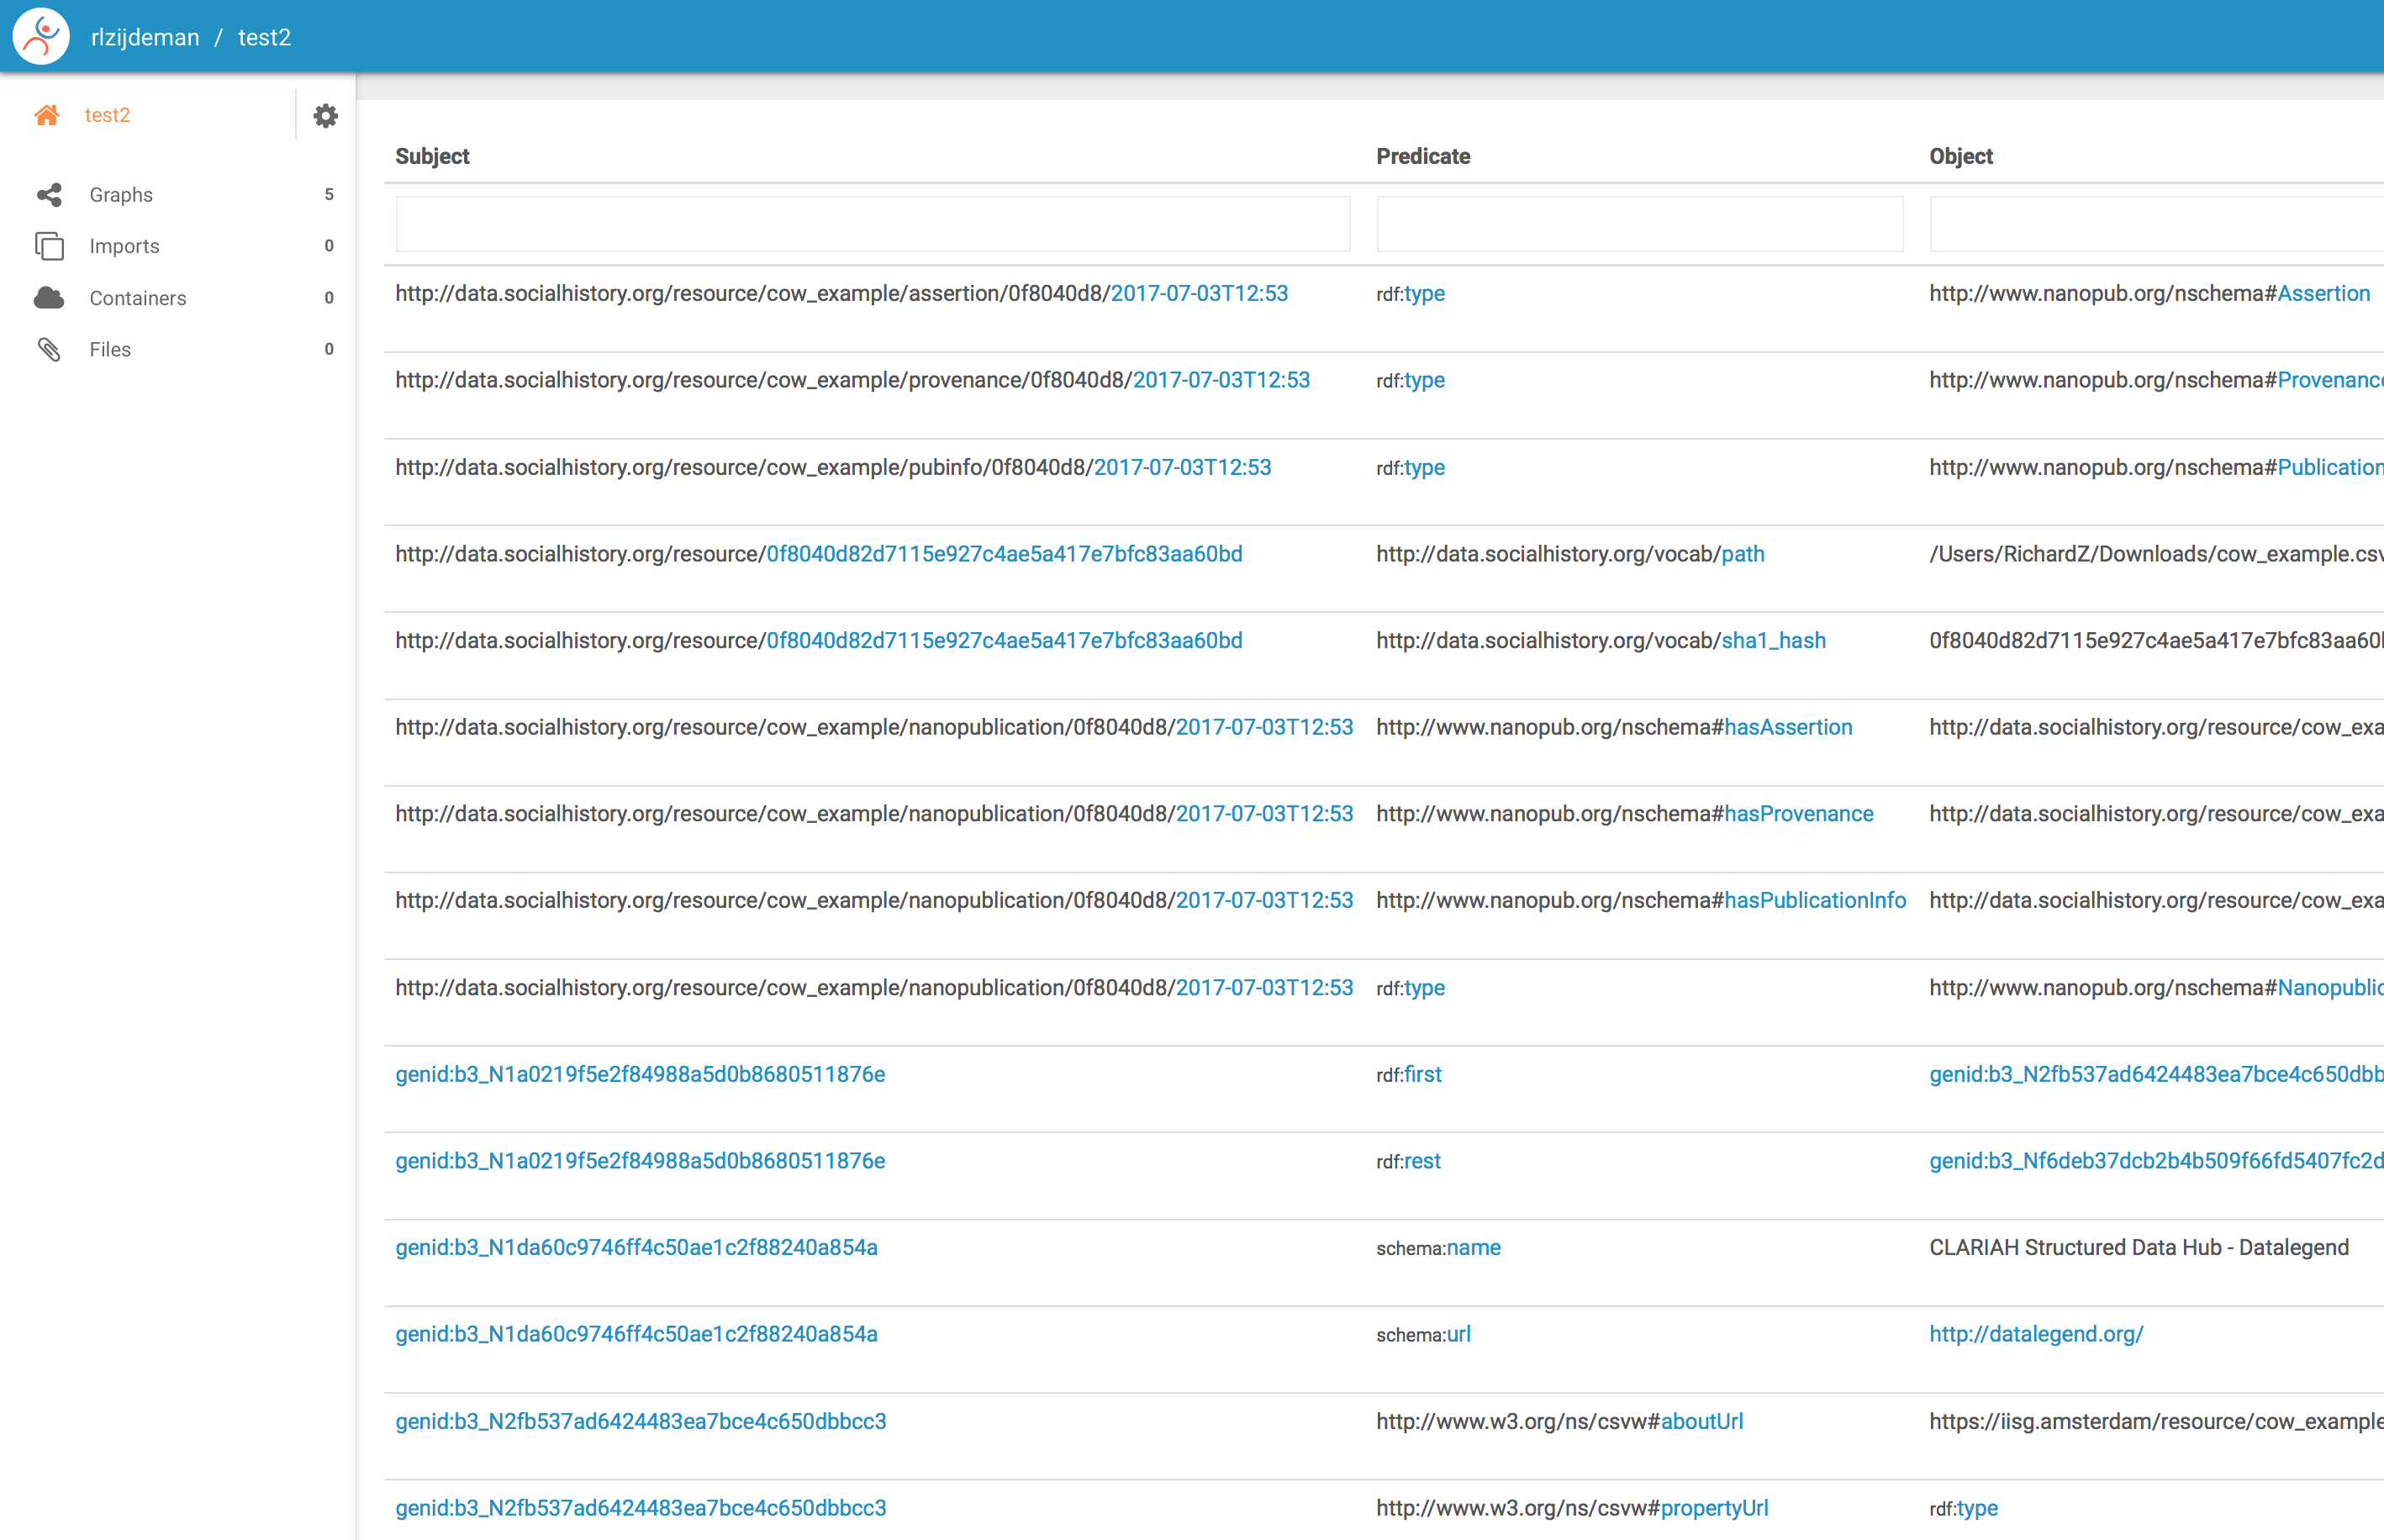 rlzijdeman / test2
test2
Graphs 5
Imports 0
Containers 0
Files 0
Subject Predicate Object
http://data.socialhistory.org/resource/cow_example/assertion/0f8040d8/2017-07-03T12:53 rdf:type http://www.nanopub.org/nschema#Assertion
http://data.socialhistory.org/resource/cow_example/provenance/0f8040d8/2017-07-03T12:53 rdf:type http://www.nanopub.org/nschema#Provenance
http://data.socialhistory.org/resource/cow_example/pubinfo/0f8040d8/2017-07-03T12:53 rdf:type http://www.nanopub.org/nschema#Publication
http://data.socialhistory.org/resource/0f8040d82d7115e927c4ae5a417e7bfc83aa60bd http://data.socialhistory.org/vocab/path /Users/RichardZ/Downloads/cow_example.csv
http://data.socialhistory.org/resource/0f8040d82d7115e927c4ae5a417e7bfc83aa60bd http://data.socialhistory.org/vocab/sha1_hash 0f8040d82d7115e927c4ae5a417e7bfc83aa60
http://data.socialhistory.org/resource/cow_example/nanopublication/0f8040d8/2017-07-03T12:53 http://www.nanopub.org/nschema#hasAssertion http://data.socialhistory.org/resource/cow_exa
http://data.socialhistory.org/resource/cow_example/nanopublication/0f8040d8/2017-07-03T12:53 http://www.nanopub.org/nschema#hasProvenance http://data.socialhistory.org/resource/cow_exa
http://data.socialhistory.org/resource/cow_example/nanopublication/0f8040d8/2017-07-03T12:53 http://www.nanopub.org/nschema#hasPublicationInfo http://data.socialhistory.org/resource/cow_exa
http://data.socialhistory.org/resource/cow_example/nanopublication/0f8040d8/2017-07-03T12:53 rdf:type http://www.nanopub.org/nschema#Nanopublic
genid:b3_N1a0219f5e2f84988a5d0b8680511876e rdf:first genid:b3_N2fb537ad6424483ea7bce4c650dbb
genid:b3_N1a0219f5e2f84988a5d0b8680511876e rdf:rest genid:b3_Nf6deb37dcb2b4b509f66fd5407fc2d
genid:b3_N1da60c9746ff4c50ae1c2f88240a854a schema:name CLARIAH Structured Data Hub - Datalegend
genid:b3_N1da60c9746ff4c50ae1c2f88240a854a schema:url http://datalegend.org/
genid:b3_N2fb537ad6424483ea7bce4c650dbbcc3 http://www.w3.org/ns/csvw#aboutUrl https://iisg.amsterdam/resource/cow_example
genid:b3_N2fb537ad6424483ea7bce4c650dbbcc3 http://www.w3.org/ns/csvw#propertyUrl rdf:type